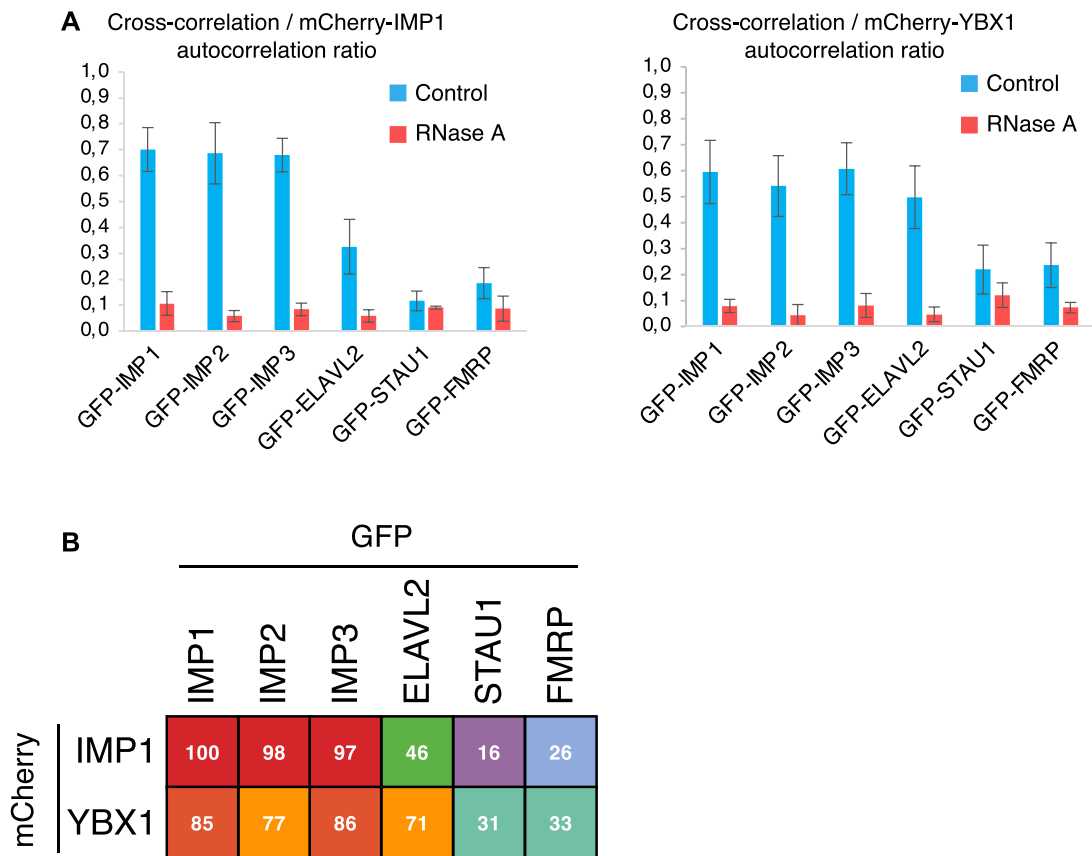 A
Cross-correlation / mCherry-IMP1
autocorrelation ratio
1,0
0,9
0,8
0,7
0,6
0,5
0,4
0,3
0,2
0,1
0,0
Control
RNase A
GFP-IMP1
GFP-IMP2
GFP-IMP3
GFP-ELAVL2
GFP-STAU1
GFP-FMRP
Cross-correlation / mCherry-YBX1
autocorrelation ratio
1,0
0,9
0,8
0,7
0,6
0,5
0,4
0,3
0,2
0,1
0,0
Control
RNase A
GFP-IMP1
GFP-IMP2
GFP-IMP3
GFP-ELAVL2
GFP-STAU1
GFP-FMRP
B
GFP
IMP1
IMP2
IMP3
ELAVL2
STAU1
FMRP
mCherry
IMP1 100 98 97 46 16 26
YBX1 85 77 86 71 31 33